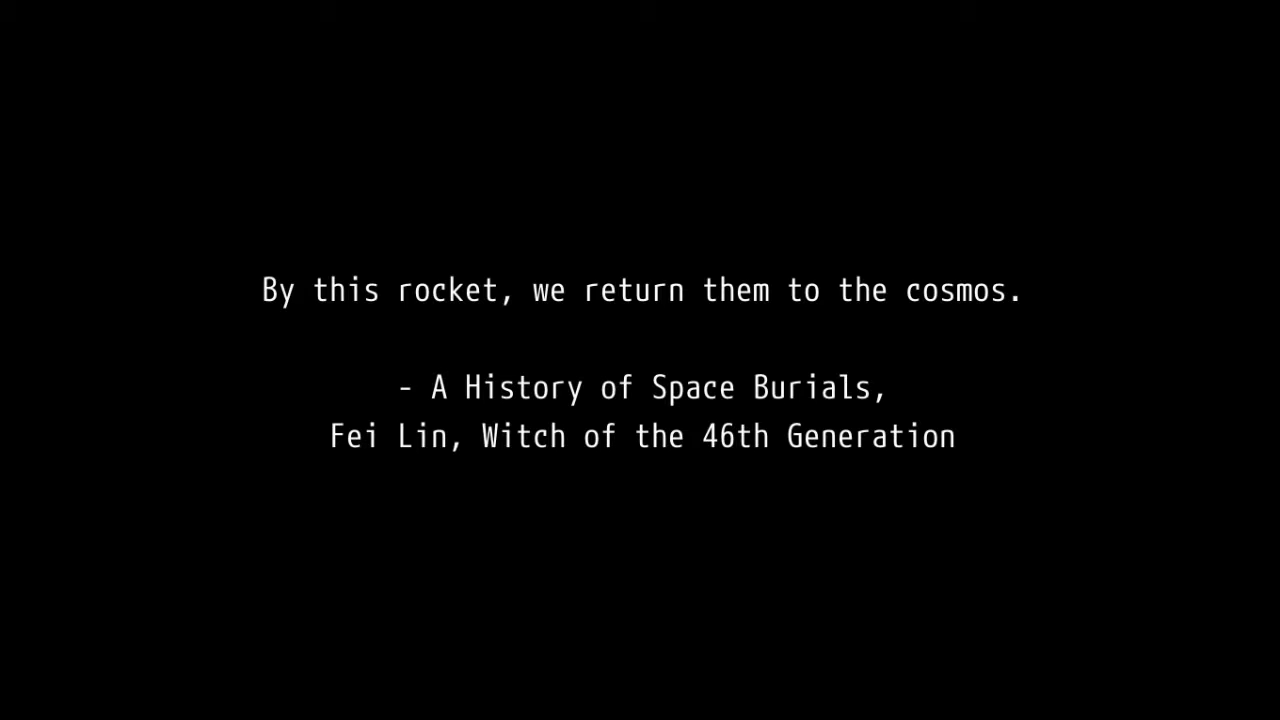 By this rocket, we return them to the cosmos.
- A History of Space Burials,
Fei Lin, Witch of the 46th Generation